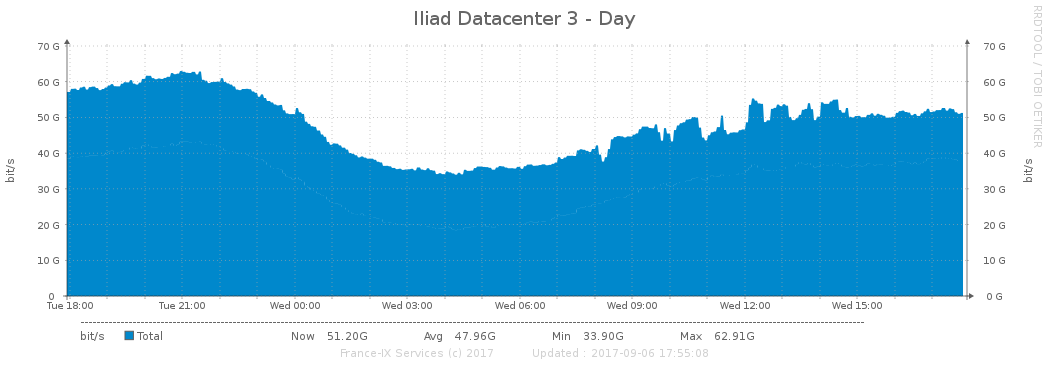 Iliad Datacenter 3 - Day
RRDTOOL / TOBI OETIKER
70 G 70 G
60 G 60 G
50 G 50 G
40 G 40 G
30 G 30 G
20 G 20 G
10 G 10 G
0 0 G
bit/s bit/s
Tue 18:00 Tue 21:00 Wed 00:00 Wed 03:00 Wed 06:00 Wed 09:00 Wed 12:00 Wed 15:00
bit/s Total Now 51.20G Avg 47.96G Min 33.90G Max 62.91G
France-IX Services (c) 2017 Updated : 2017-09-06 17:55:08